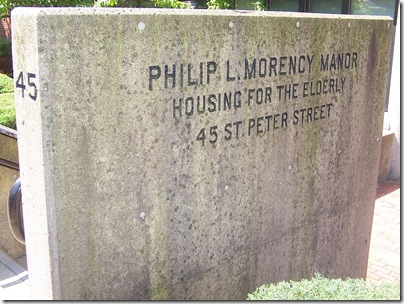 45
PHILIP L. MORENCY MANOR
HOUSING FOR THE ELDERLY
45 ST. PETER STREET